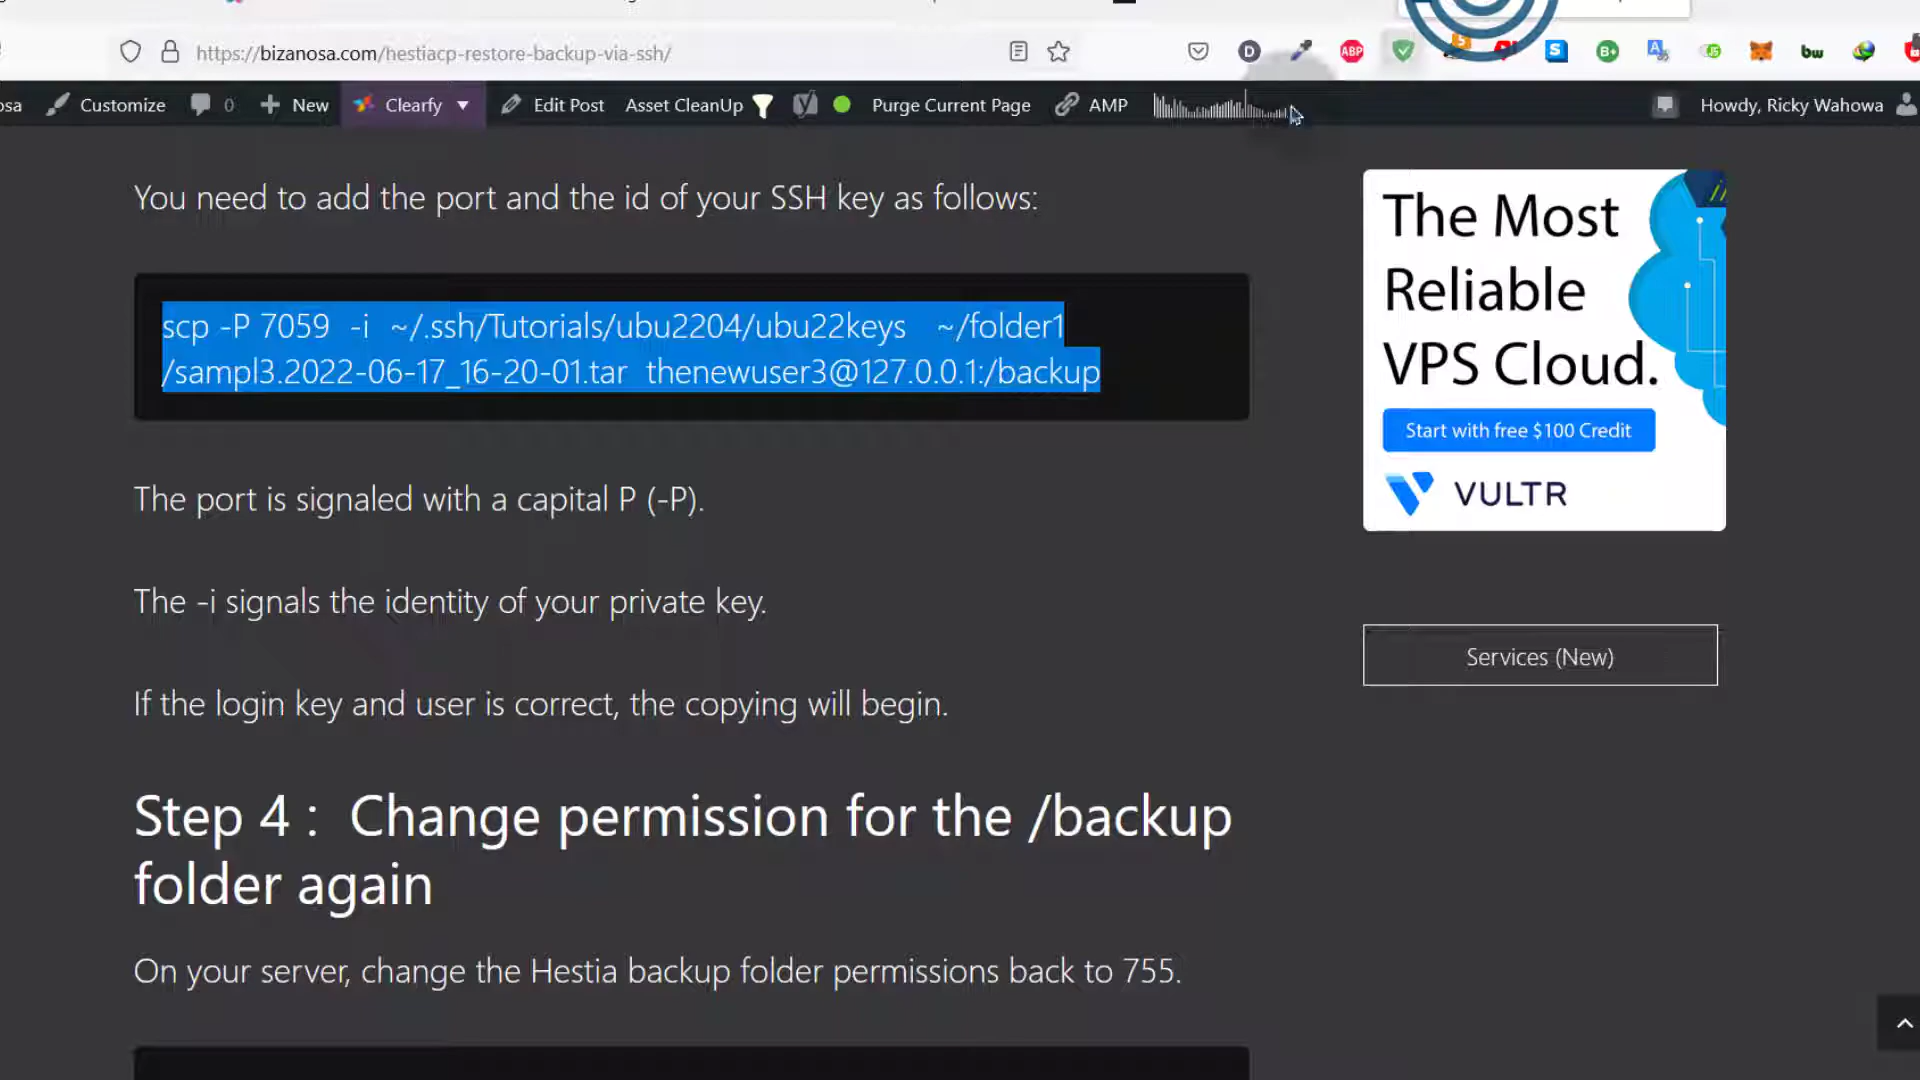 https://bizanosa.com/hestiacp-restore-backup-via-ssh/
osa Customize 0 New Clearfy Edit Post Asset CleanUp Purge Current Page AMP Howdy, Ricky Wahowa
You need to add the port and the id of your SSH key as follows:
scp -P 7059 -i ~/.ssh/Tutorials/ubu2204/ubu22keys ~/folder1
/sampl3.2022-06-17_16-20-01.tar thenewuser3@127.0.0.1:/backup
The port is signaled with a capital P (-P).
The -i signals the identity of your private key.
If the login key and user is correct, the copying will begin.
Step 4 : Change permission for the /backup
folder again
On your server, change the Hestia backup folder permissions back to 755.
The Most
Reliable
VPS Cloud.
Start with free $100 Credit
VULTR
Services (New)